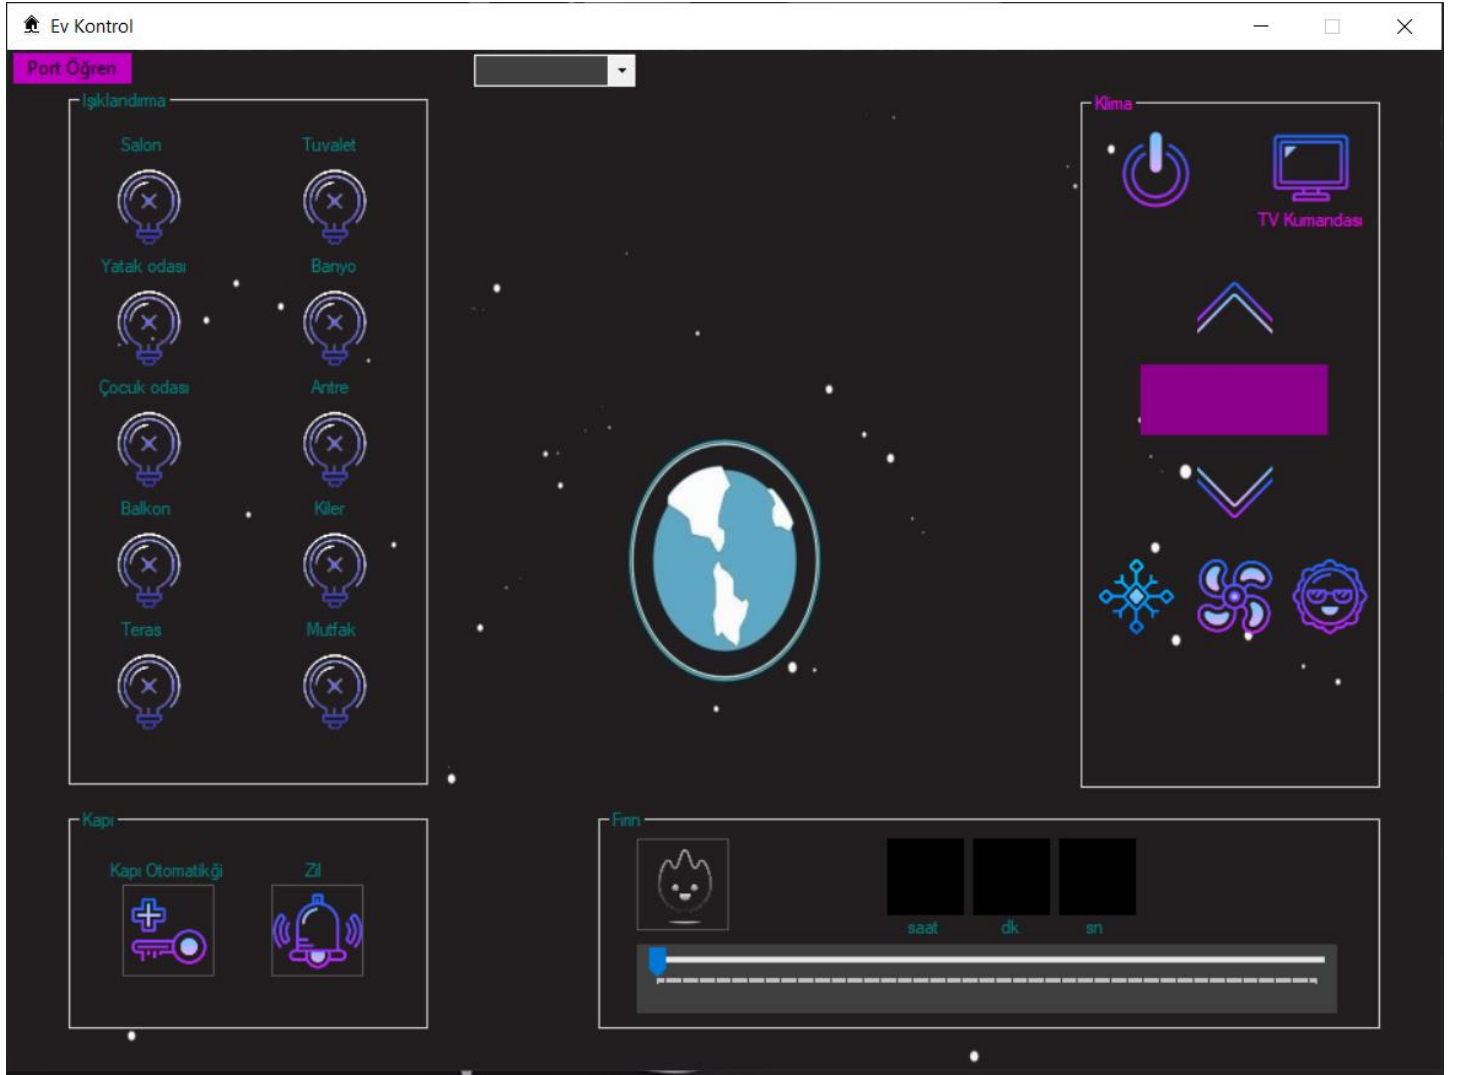 Ev Kontrol
Port Öğren
Işıklandırma
Salon
Tuvalet
Yatak odası
Banyo
Çocuk odası
Antre
Balkon
Kiler
Teras
Mutfak
Klima
TV Kumandası
Kapı
Kapı Otomatikği
Zil
Fırın
saat
dk
sn